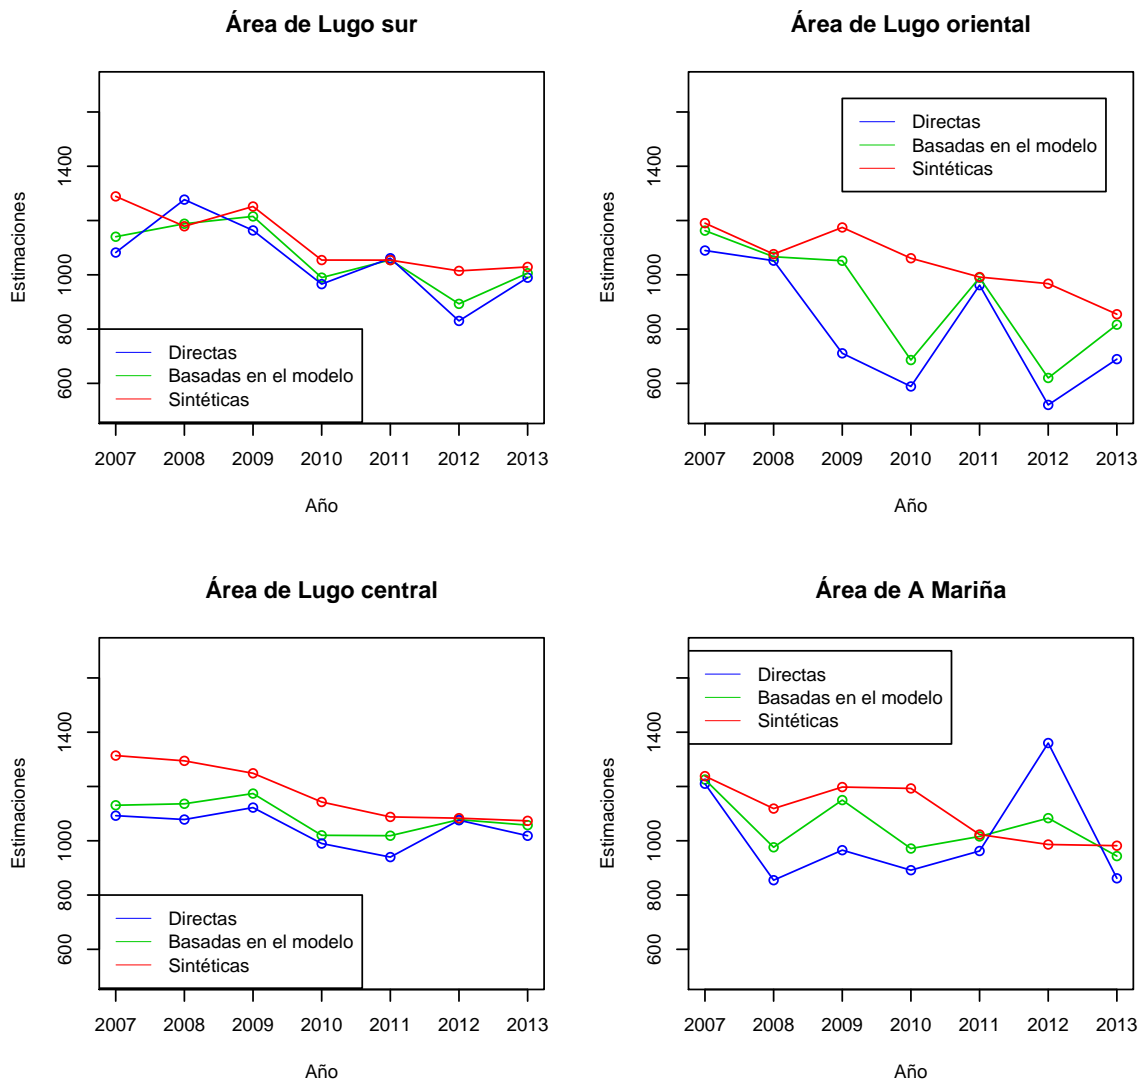 Área de Lugo sur
Estimaciones
1400
1000
800
600
Directas
Basadas en el modelo
Sintéticas
2007 2008 2009 2010 2011 2012 2013
Año
Área de Lugo oriental
Estimaciones
1400
1000
800
600
Directas
Basadas en el modelo
Sintéticas
2007 2008 2009 2010 2011 2012 2013
Año
Área de Lugo central
Estimaciones
1400
1000
800
600
Directas
Basadas en el modelo
Sintéticas
2007 2008 2009 2010 2011 2012 2013
Año
Área de A Mariña
Estimaciones
1400
1000
800
600
Directas
Basadas en el modelo
Sintéticas
2007 2008 2009 2010 2011 2012 2013
Año